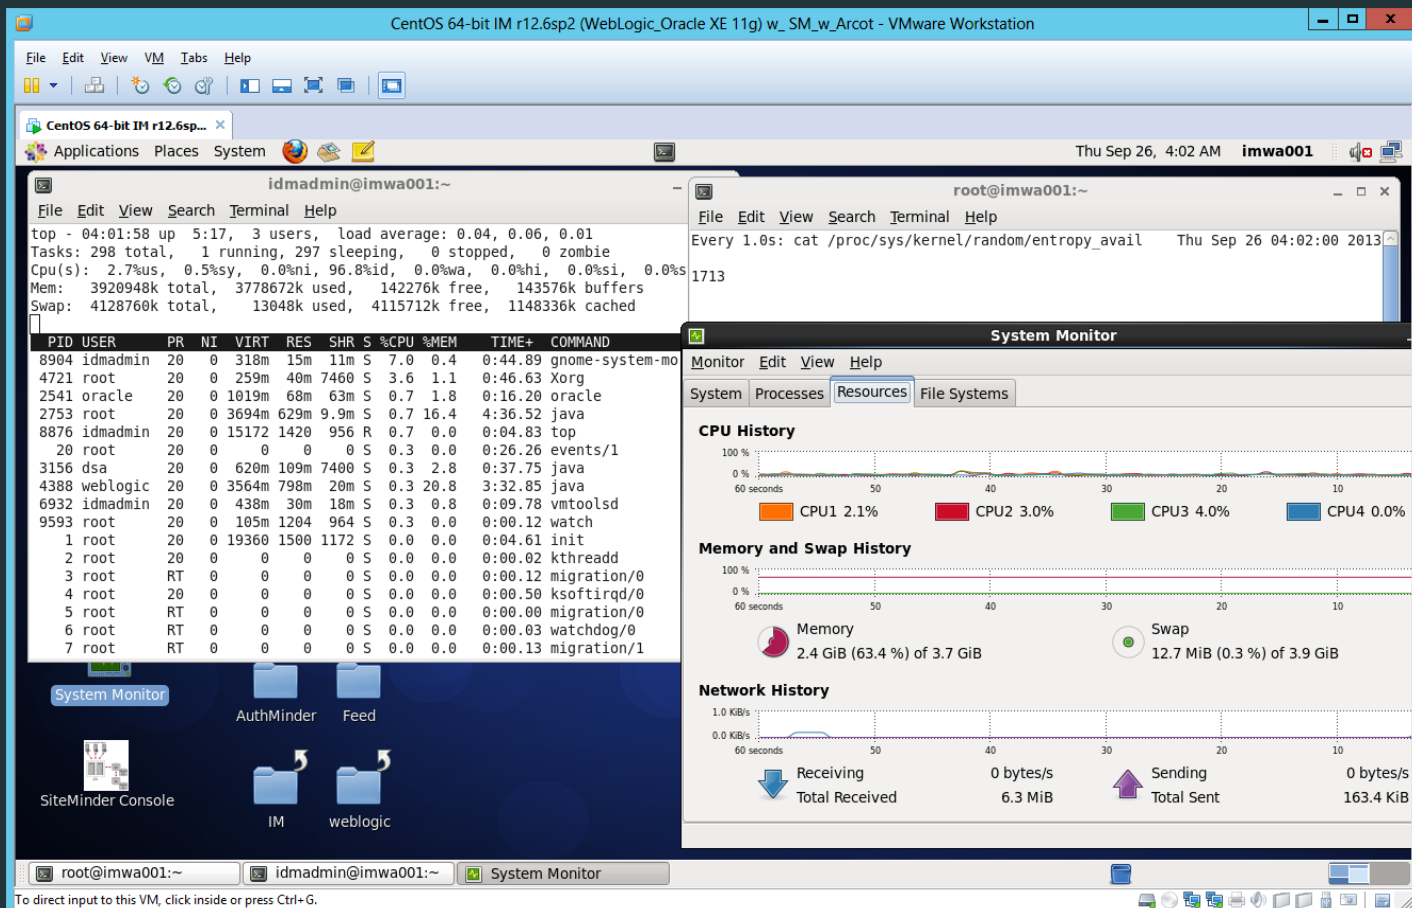 CentOS 64-bit IM r12.6sp2 (WebLogic_Oracle XE 11g) w_ SM_w_Arcot - VMware Workstation
File Edit View VM Tabs Help
CentOS 64-bit IM r12.6sp...
Applications Places System Thu Sep 26, 4:02 AM imwa001
idmadmin@imwa001:~
File Edit View Search Terminal Help
top - 04:01:58 up 5:17, 3 users, load average: 0.04, 0.06, 0.01
Tasks: 298 total, 1 running, 297 sleeping, 0 stopped, 0 zombie
Cpu(s): 2.7%us, 0.5%sy, 0.0%ni, 96.8%id, 0.0%wa, 0.0%hi, 0.0%si, 0.0%s
Mem: 3920948k total, 3778672k used, 142276k free, 143576k buffers
Swap: 4128760k total, 13048k used, 4115712k free, 1148336k cached
PID USER PR NI VIRT RES SHR S %CPU %MEM TIME+ COMMAND
8904 idmadmin 20 0 318m 15m 11m S 7.0 0.4 0:44.89 gnome-system-mo
4721 root 20 0 259m 40m 7460 S 3.6 1.1 0:46.63 Xorg
2541 oracle 20 0 1019m 68m 63m S 0.7 1.8 0:16.20 oracle
2753 root 20 0 3694m 629m 9.9m S 0.7 16.4 4:36.52 java
8876 idmadmin 20 0 15172 1420 956 R 0.7 0.0 0:04.83 top
20 root 20 0 0 0 0 S 0.3 0.0 0:26.26 events/1
3156 dsa 20 0 620m 109m 7400 S 0.3 2.8 0:37.75 java
4388 weblogic 20 0 3564m 798m 20m S 0.3 20.8 3:32.85 java
6932 idmadmin 20 0 438m 30m 18m S 0.3 0.8 0:09.78 vmtoolsd
9593 root 20 0 105m 1204 964 S 0.3 0.0 0:00.12 watch
1 root 20 0 19360 1500 1172 S 0.0 0.0 0:04.61 init
2 root 20 0 0 0 0 S 0.0 0.0 0:00.02 kthreadd
3 root RT 0 0 0 0 S 0.0 0.0 0:00.12 migration/0
4 root 20 0 0 0 0 S 0.0 0.0 0:00.50 ksoftirqd/0
5 root RT 0 0 0 0 S 0.0 0.0 0:00.00 migration/0
6 root RT 0 0 0 0 S 0.0 0.0 0:00.03 watchdog/0
7 root RT 0 0 0 0 S 0.0 0.0 0:00.13 migration/1
root@imwa001:~
File Edit View Search Terminal Help
Every 1.0s: cat /proc/sys/kernel/random/entropy_avail Thu Sep 26 04:02:00 2013
1713
System Monitor
Monitor Edit View Help
System Processes Resources File Systems
CPU History
100 %
0 %
60 seconds 50 40 30 20 10
CPU1 2.1% CPU2 3.0% CPU3 4.0% CPU4 0.0%
Memory and Swap History
100 %
0 %
60 seconds 50 40 30 20 10
Memory
2.4 GiB (63.4 %) of 3.7 GiB
Swap
12.7 MiB (0.3 %) of 3.9 GiB
Network History
1.0 KiB/s
0.0 KiB/s
60 seconds 50 40 30 20 10
Receiving 0 bytes/s
Total Received 6.3 MiB
Sending 0 bytes/s
Total Sent 163.4 KiB
System Monitor
AuthMinder Feed
SiteMinder Console
IM weblogic
root@imwa001:~ idmadmin@imwa001:~ System Monitor
To direct input to this VM, click inside or press Ctrl+G.